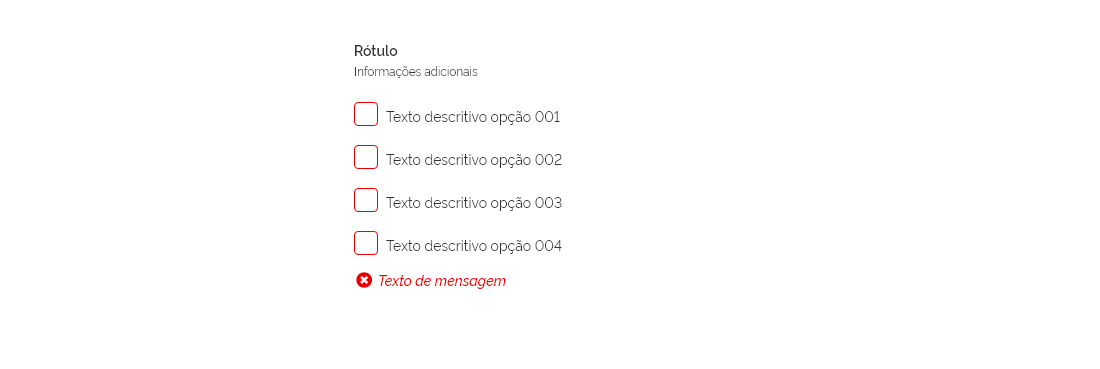 Rótulo
Informações adicionais
Texto descritivo opção 001
Texto descritivo opção 002
Texto descritivo opção 003
Texto descritivo opção 004
Texto de mensagem